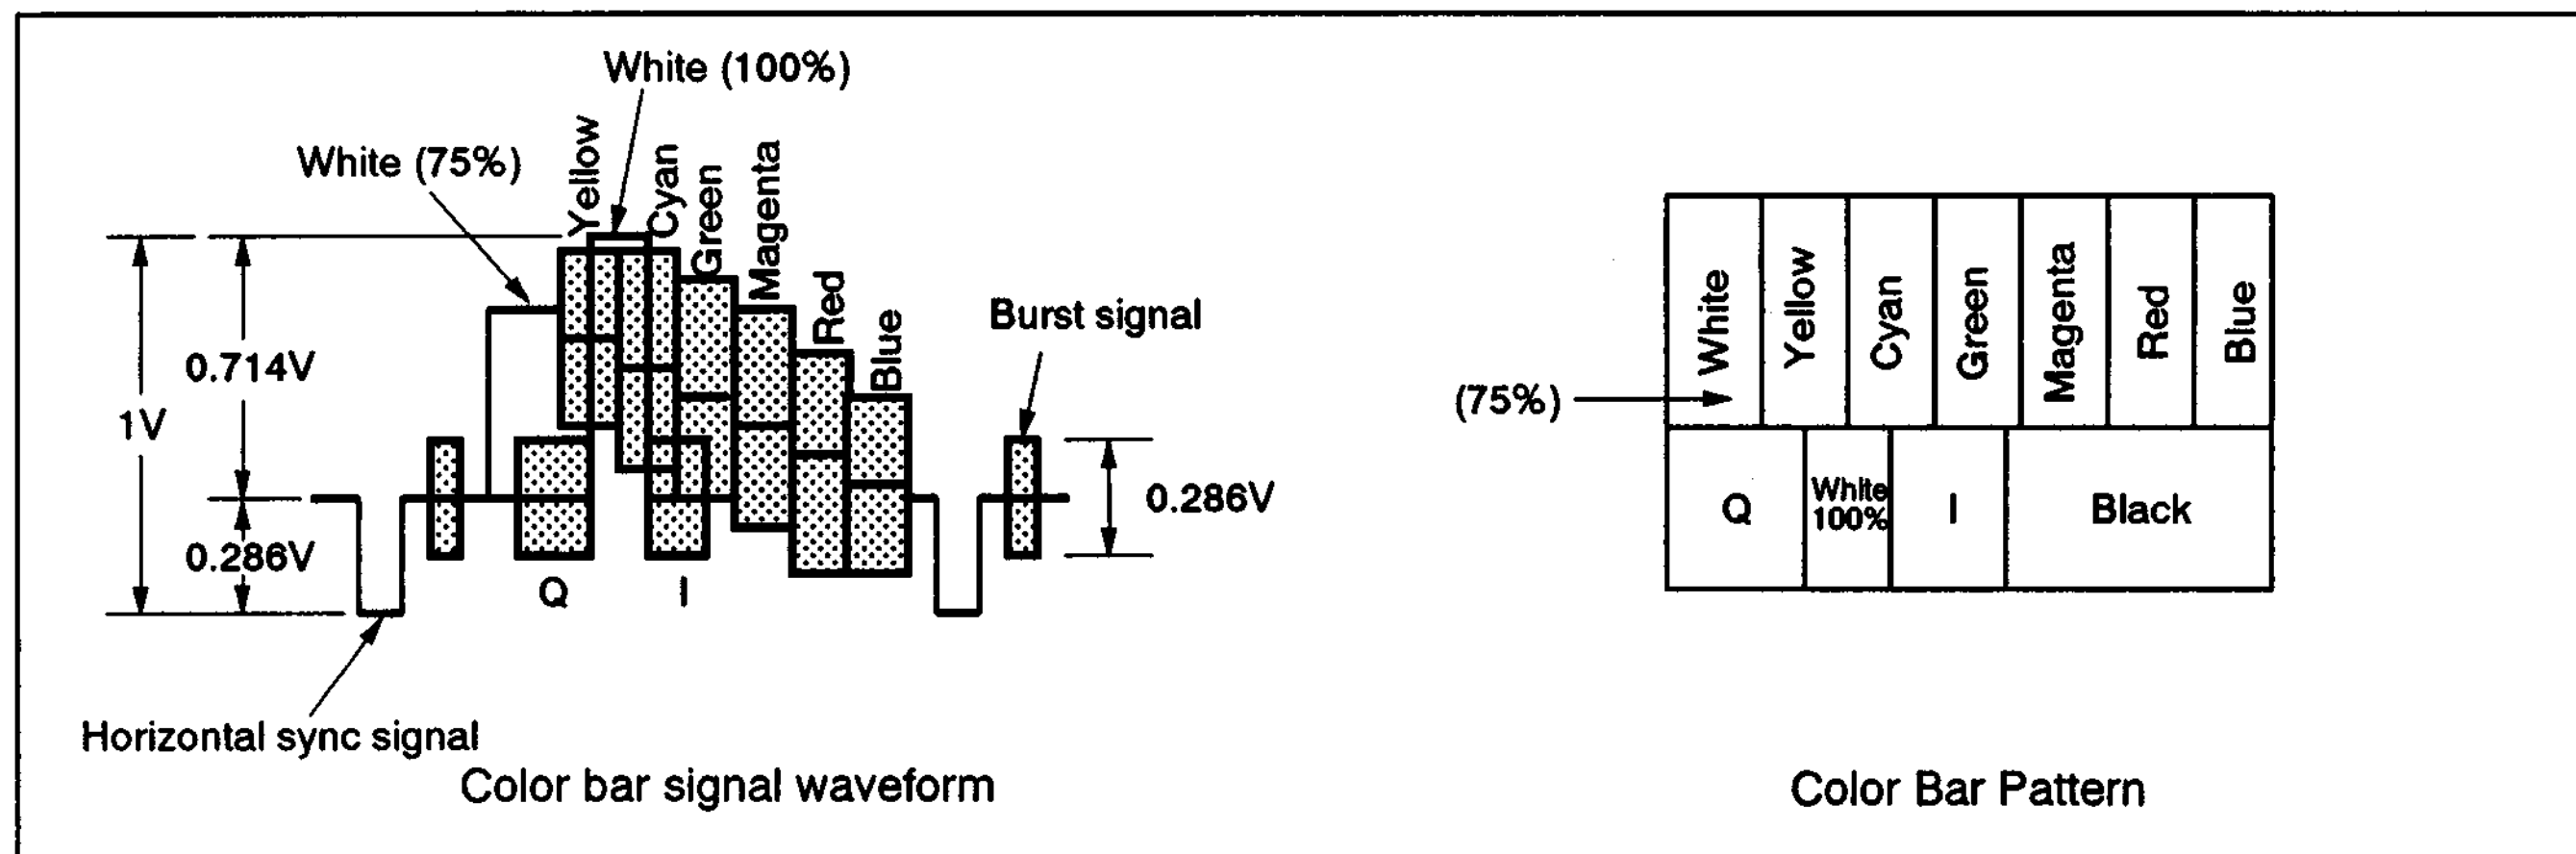 White (100%)
White (75%)
Yellow
Cyan
Green
Magenta
Red
Blue
Burst signal
1V
0.714V
0.286V
0.286V
Q
I
Horizontal sync signal
Color bar signal waveform
White
Yellow
Cyan
Green
Magenta
Red
Blue
(75%)
Q
White
100%
I
Black
Color Bar Pattern